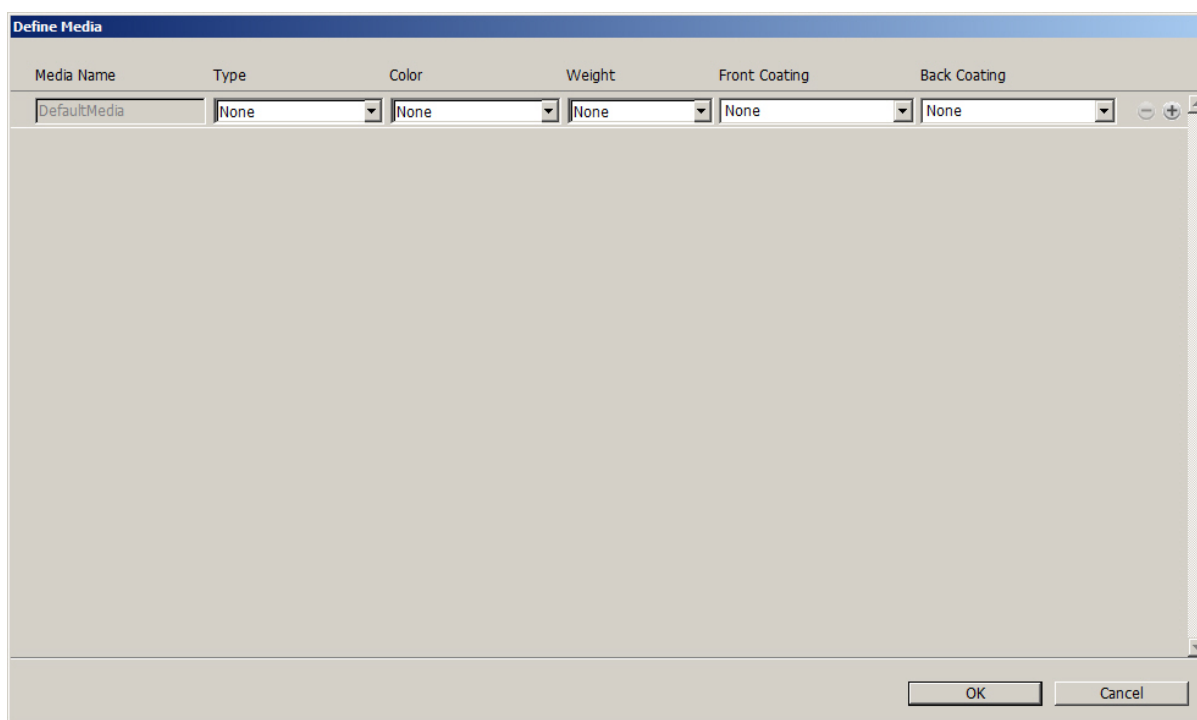 Define Media
Media Name Type Color Weight Front Coating Back Coating
DefaultMedia None None None None None
OK Cancel